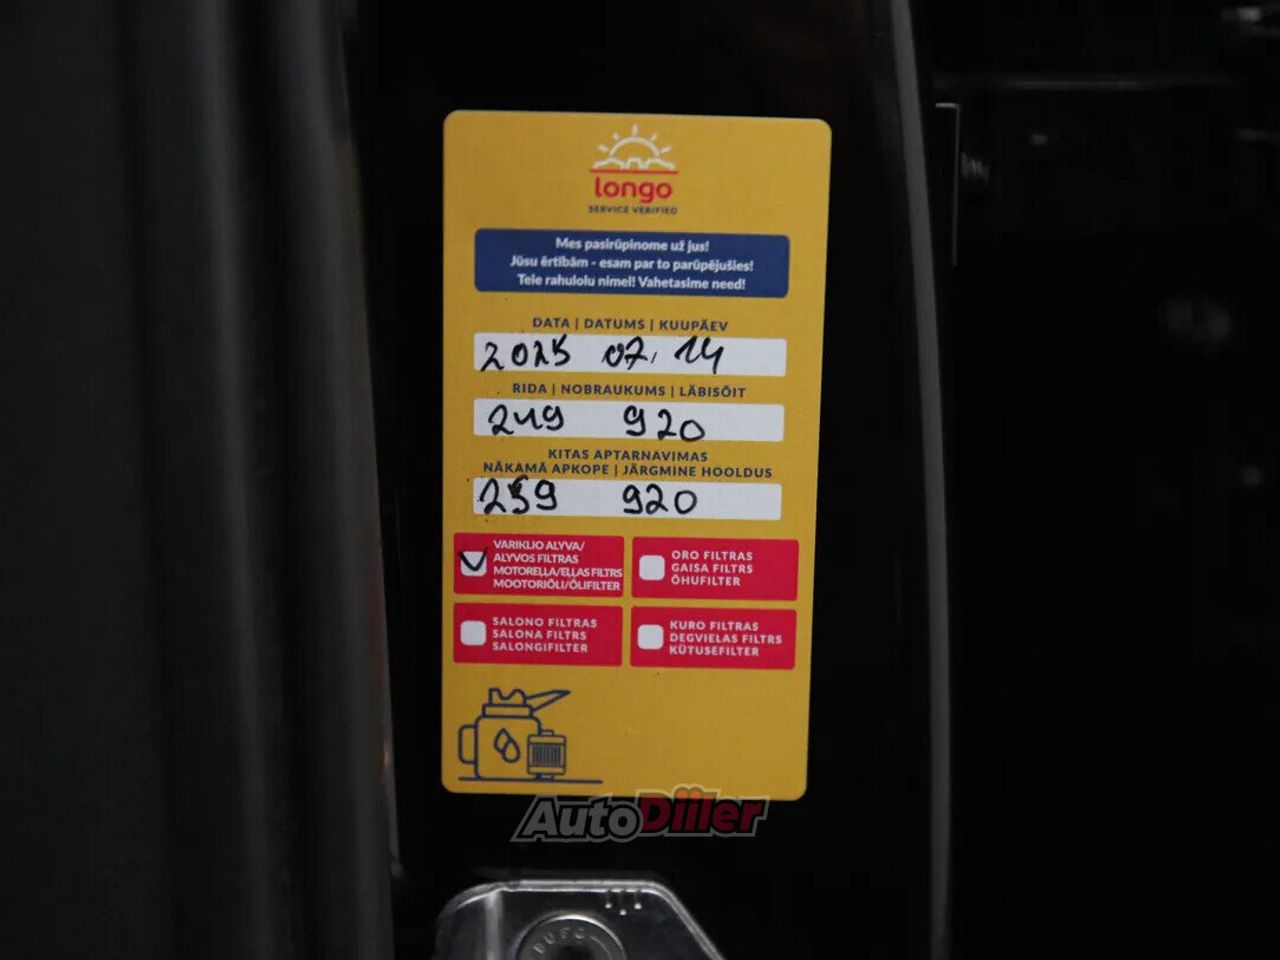 longo
SERVICE VERIFIED
Mes pasirūpinome už jus!
Jūsu ērtībām - esam par to parūpējušies!
Teie rahulolu nimel! Vahetasime need!
DATA | DATUMS | KUUPÄEV
2025 07. 14
RIDA | NOBRAUKUMS | LÄBISÕIT
249 920
KITAS APTARNAVIMAS
NĀKAMĀ APKOPE | JÄRGMINE HOOLDUS
259 920
VARIKLIO ALYVA/
ALYVOS FILTRAS
MOTOREĻĻA/EĻĻAS FILTRS
MOOTORIÕLI/ÕLIFILTER
ORO FILTRAS
GAISA FILTRS
ÕHUFILTER
SALONO FILTRAS
SALONA FILTRS
SALONGIFILTER
KURO FILTRAS
DEGVIELAS FILTRS
KÜTUSEFILTER
AutoDiiler